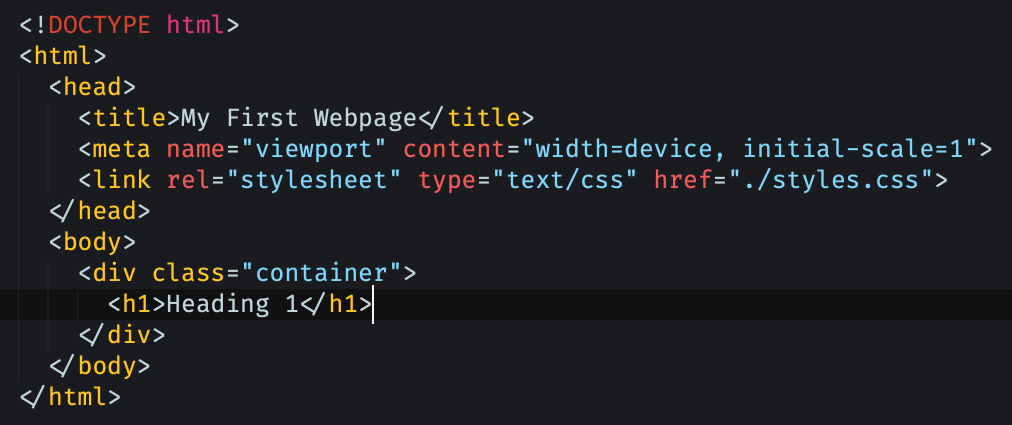 <!DOCTYPE html>
<html>
<head>
<title>My First Webpage</title>
<meta name="viewport" content="width=device, initial-scale=1">
<link rel="stylesheet" type="text/css" href="./styles.css">
</head>
<body>
<div class="container">
<h1>Heading 1</h1>
</div>
</body>
</html>